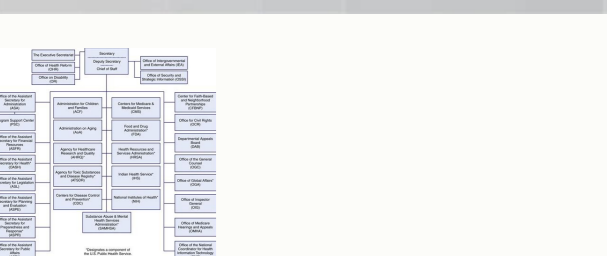 The Executive Secretariat
Office of Health Reform
(OHR)
Office on Disability
(OD)
Secretary
Deputy Secretary
Chief of Staff
Office of Intergovernmental
and External Affairs (IEA)
Office of Security and
Strategic Information (OSSI)
Office of the Assistant
Secretary for
Administration
(ASA)
Program Support Center
(PSC)
Office of the Assistant
Secretary for Financial
Resources
(ASFR)
Office of the Assistant
Secretary for Health*
(OASH)
Office of the Assistant
Secretary for Legislation
(ASL)
Office of the Assistant
Secretary for Planning
and Evaluation
(ASPE)
Office of the Assistant
Secretary for
Preparedness and
Response*
(ASPR)
Office of the Assistant
Secretary for Public
Affairs
Administration for Children
and Families
(ACF)
Administration on Aging
(AoA)
Agency for Healthcare
Research and Quality
(AHRQ)*
Agency for Toxic Substances
and Disease Registry*
(ATSDR)
Centers for Disease Control
and Prevention*
(CDC)
Centers for Medicare &
Medicaid Services
(CMS)
Food and Drug
Administration*
(FDA)
Health Resources and
Services Administration*
(HRSA)
Indian Health Service*
(IHS)
National Institutes of Health*
(NIH)
Substance Abuse & Mental
Health Services
Administration*
(SAMHSA)
Center for Faith-Based
and Neighborhood
Partnerships
(CFBNP)
Office for Civil Rights
(OCR)
Departmental Appeals
Board
(DAB)
Office of the General
Counsel
(OGC)
Office of Global Affairs*
(OGA)
Office of Inspector
General
(OIG)
Office of Medicare
Hearings and Appeals
(OMHA)
Office of the National
Coordinator for Health
Information Technology
*Designates a component of
the U.S. Public Health Service